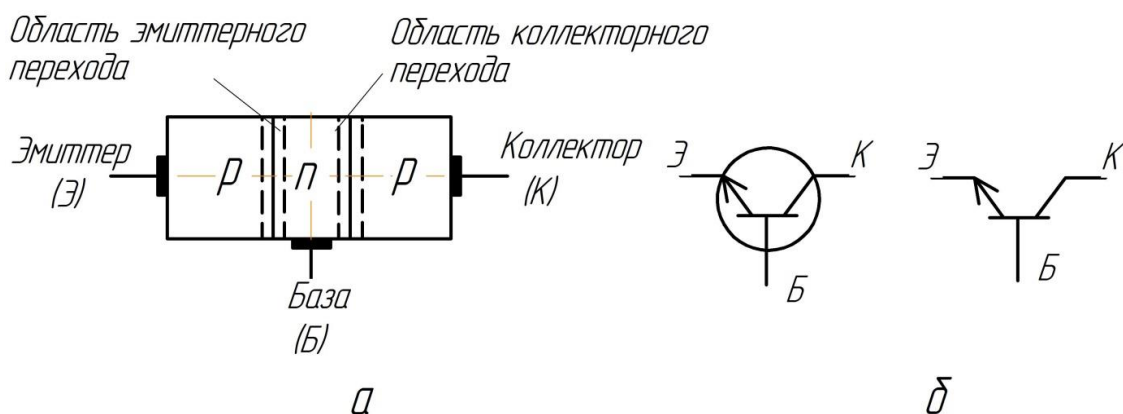 Область эмиттерного
перехода
Область коллекторного
перехода
Эмиттер
(Э)
p
n
p
Коллектор
(К)
База
(Б)
а
Э
К
Б
Э
К
Б
б